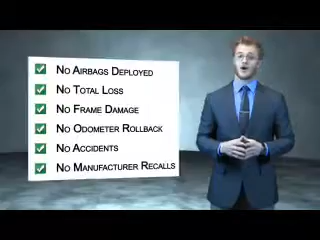 No Airbags Deployed
No Total Loss
No Frame Damage
No Odometer Rollback
No Accidents
No Manufacturer Recalls